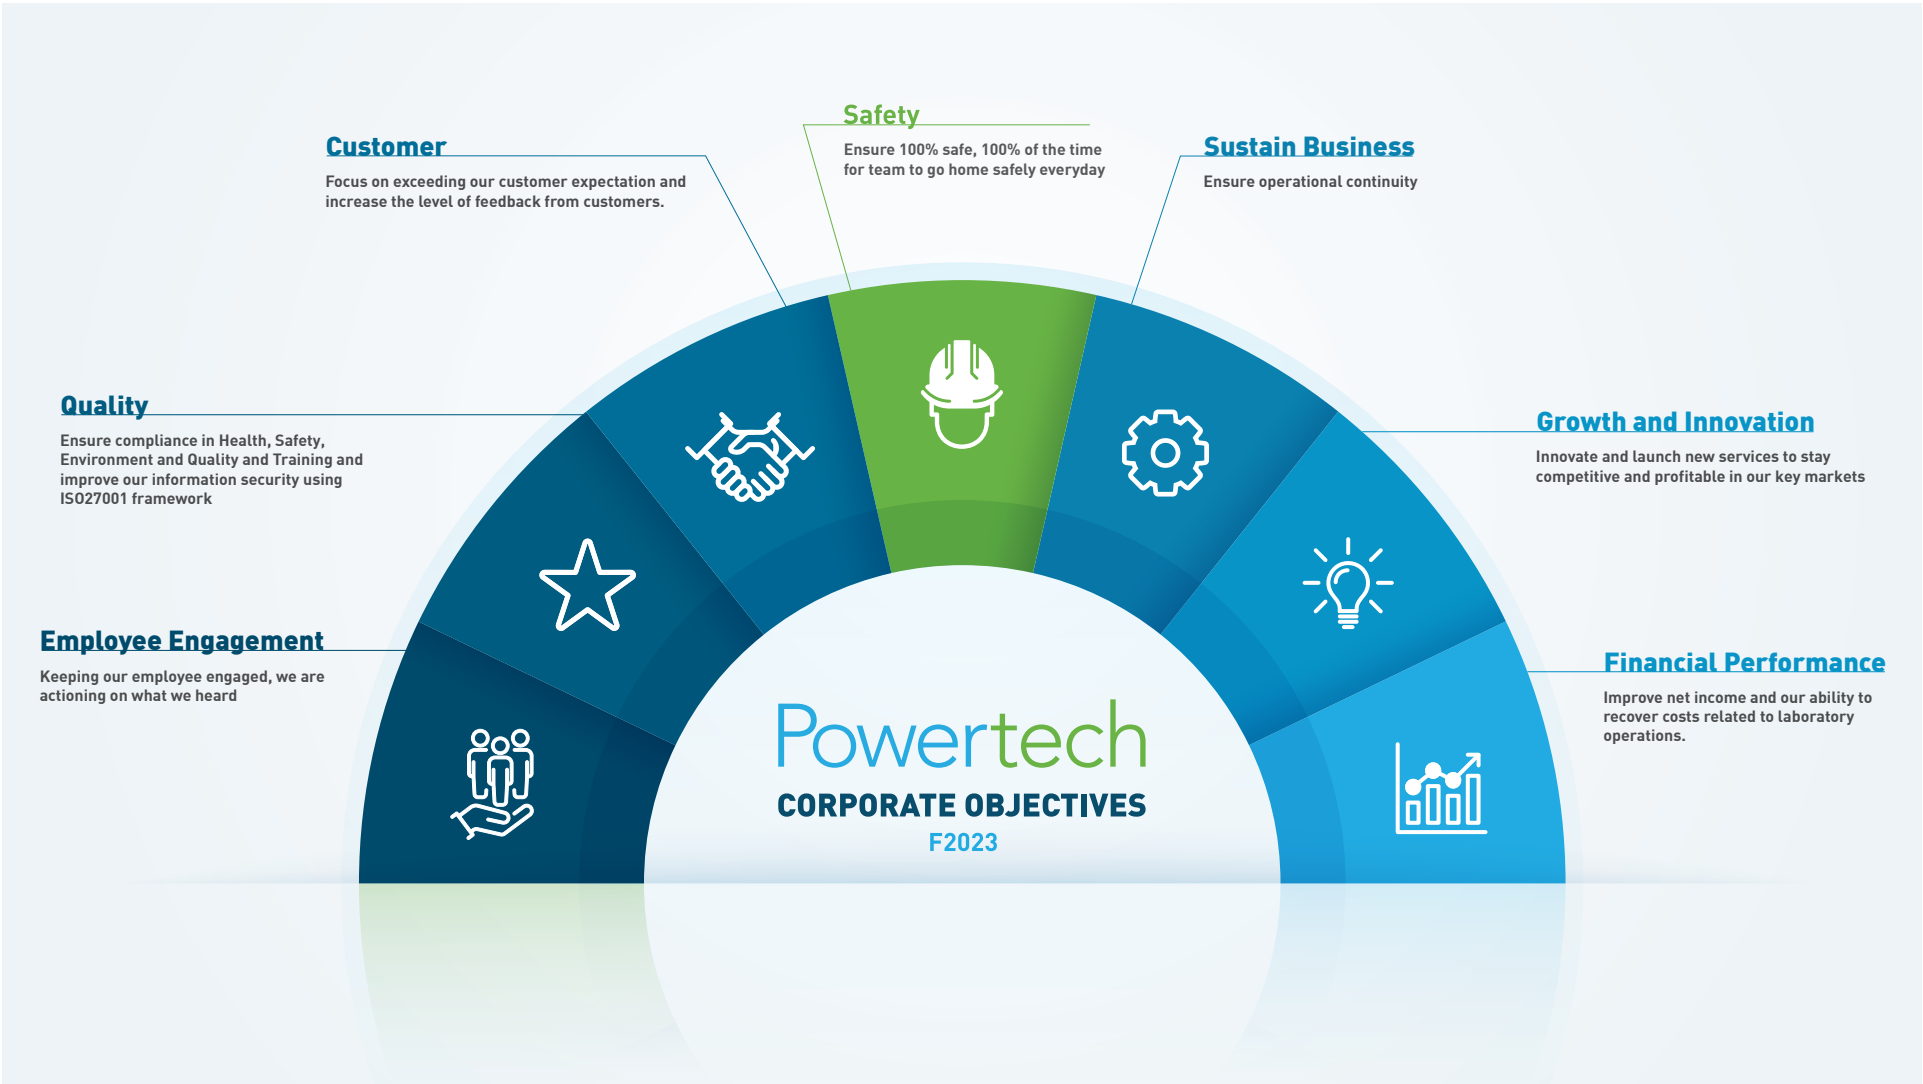 Safety
Ensure 100% safe, 100% of the time
for team to go home safely everyday
Customer
Focus on exceeding our customer expectation and
increase the level of feedback from customers.
Sustain Business
Ensure operational continuity
Quality
Ensure compliance in Health, Safety,
Environment and Quality and Training and
improve our information security using
ISO27001 framework
Growth and Innovation
Innovate and launch new services to stay
competitive and profitable in our key markets
Employee Engagement
Keeping our employee engaged, we are
actioning on what we heard
Financial Performance
Improve net income and our ability to
recover costs related to laboratory
operations.
Powertech
CORPORATE OBJECTIVES
F2023